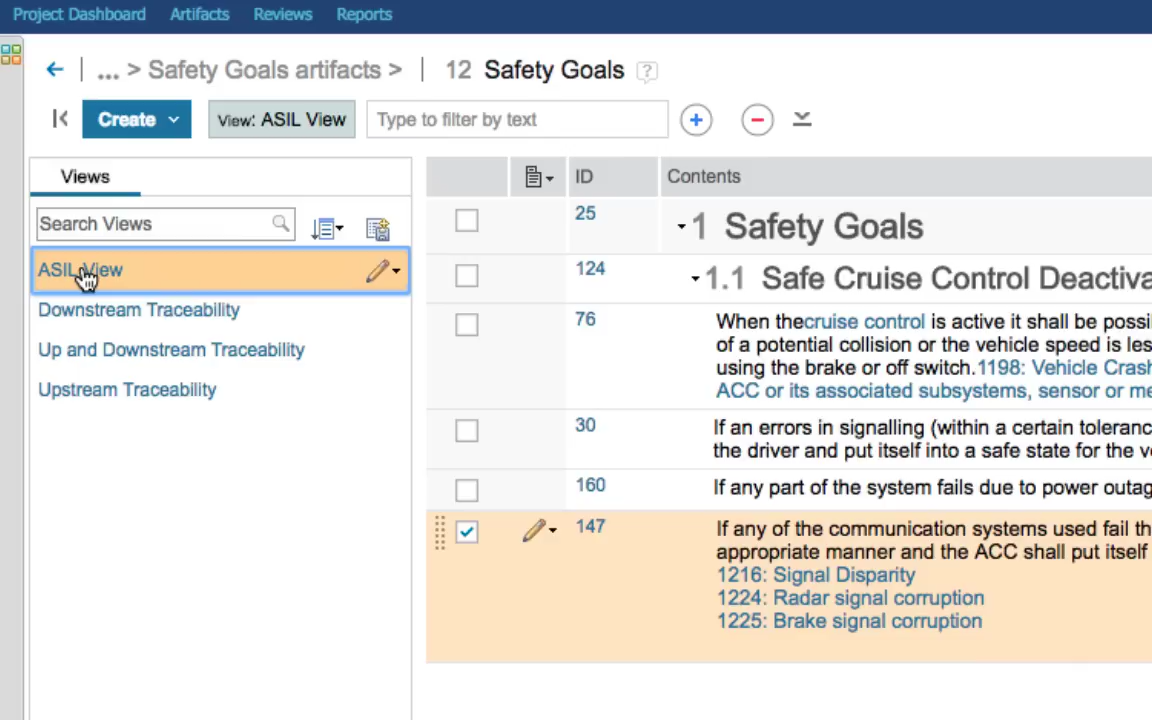 Project Dashboard Artifacts Reviews Reports
... > Safety Goals artifacts > | 12 Safety Goals ?
Create View: ASIL View Type to filter by text
Views
Search Views
ASIL View
Downstream Traceability
Up and Downstream Traceability
Upstream Traceability
ID Contents
25 1 Safety Goals
124 1.1 Safe Cruise Control Deactiva
76 When thecruise control is active it shall be possi
of a potential collision or the vehicle speed is les
using the brake or off switch.1198: Vehicle Crash
ACC or its associated subsystems, sensor or me
30 If an errors in signalling (within a certain toleranc
the driver and put itself into a safe state for the ve
160 If any part of the system fails due to power outag
147 If any of the communication systems used fail th
appropriate manner and the ACC shall put itself
1216: Signal Disparity
1224: Radar signal corruption
1225: Brake signal corruption